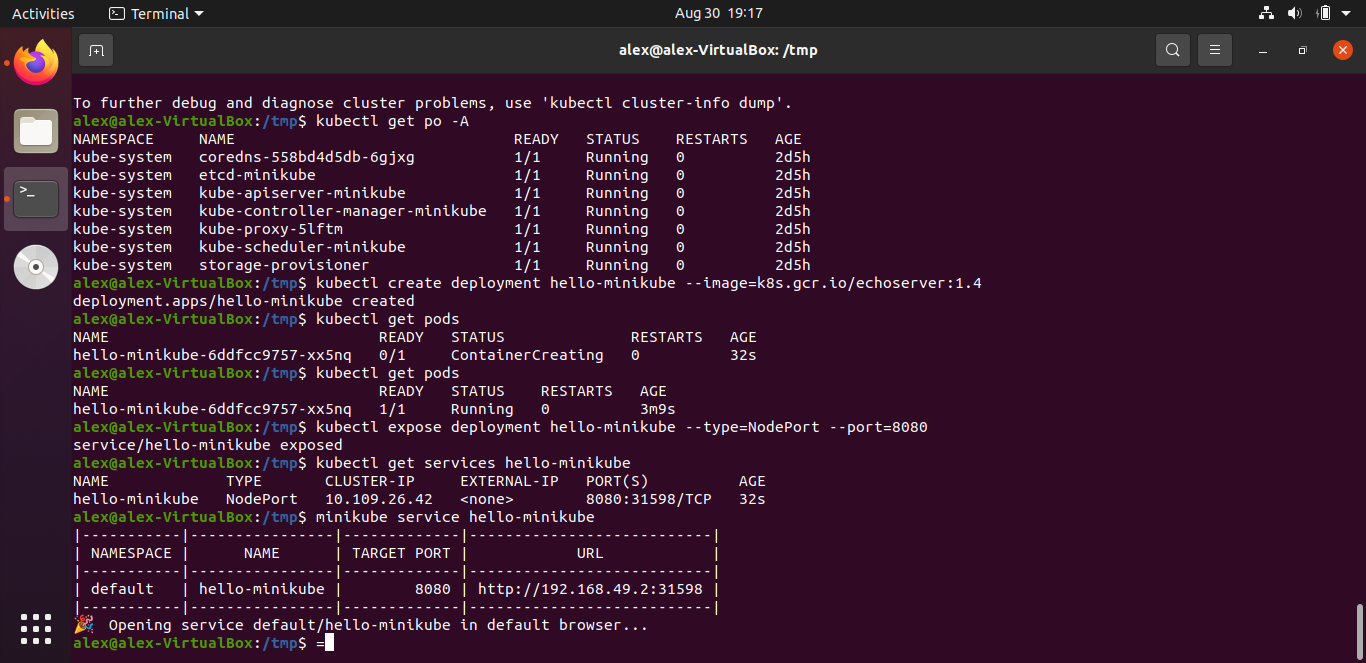 Activities Terminal Aug 30 19:17
alex@alex-VirtualBox: /tmp
To further debug and diagnose cluster problems, use 'kubectl cluster-info dump'.
alex@alex-VirtualBox:/tmp$ kubectl get po -A
NAMESPACE     NAME                               READY   STATUS    RESTARTS   AGE
kube-system   coredns-558bd4d5db-6gjxg           1/1     Running   0          2d5h
kube-system   etcd-minikube                      1/1     Running   0          2d5h
kube-system   kube-apiserver-minikube            1/1     Running   0          2d5h
kube-system   kube-controller-manager-minikube   1/1     Running   0          2d5h
kube-system   kube-proxy-5lftm                   1/1     Running   0          2d5h
kube-system   kube-scheduler-minikube            1/1     Running   0          2d5h
kube-system   storage-provisioner                1/1     Running   0          2d5h
alex@alex-VirtualBox:/tmp$ kubectl create deployment hello-minikube --image=k8s.gcr.io/echoserver:1.4
deployment.apps/hello-minikube created
alex@alex-VirtualBox:/tmp$ kubectl get pods
NAME                              READY   STATUS              RESTARTS   AGE
hello-minikube-6ddfcc9757-xx5nq   0/1     ContainerCreating   0          32s
alex@alex-VirtualBox:/tmp$ kubectl get pods
NAME                              READY   STATUS    RESTARTS   AGE
hello-minikube-6ddfcc9757-xx5nq   1/1     Running   0          3m9s
alex@alex-VirtualBox:/tmp$ kubectl expose deployment hello-minikube --type=NodePort --port=8080
service/hello-minikube exposed
alex@alex-VirtualBox:/tmp$ kubectl get services hello-minikube
NAME             TYPE       CLUSTER-IP     EXTERNAL-IP   PORT(S)          AGE
hello-minikube   NodePort   10.109.26.42   <none>        8080:31598/TCP   32s
alex@alex-VirtualBox:/tmp$ minikube service hello-minikube
|-----------|----------------|-------------|---------------------------|
| NAMESPACE |      NAME      | TARGET PORT |            URL            |
|-----------|----------------|-------------|---------------------------|
| default   | hello-minikube |        8080 | http://192.168.49.2:31598 |
|-----------|----------------|-------------|---------------------------|
🎉  Opening service default/hello-minikube in default browser...
alex@alex-VirtualBox:/tmp$ =